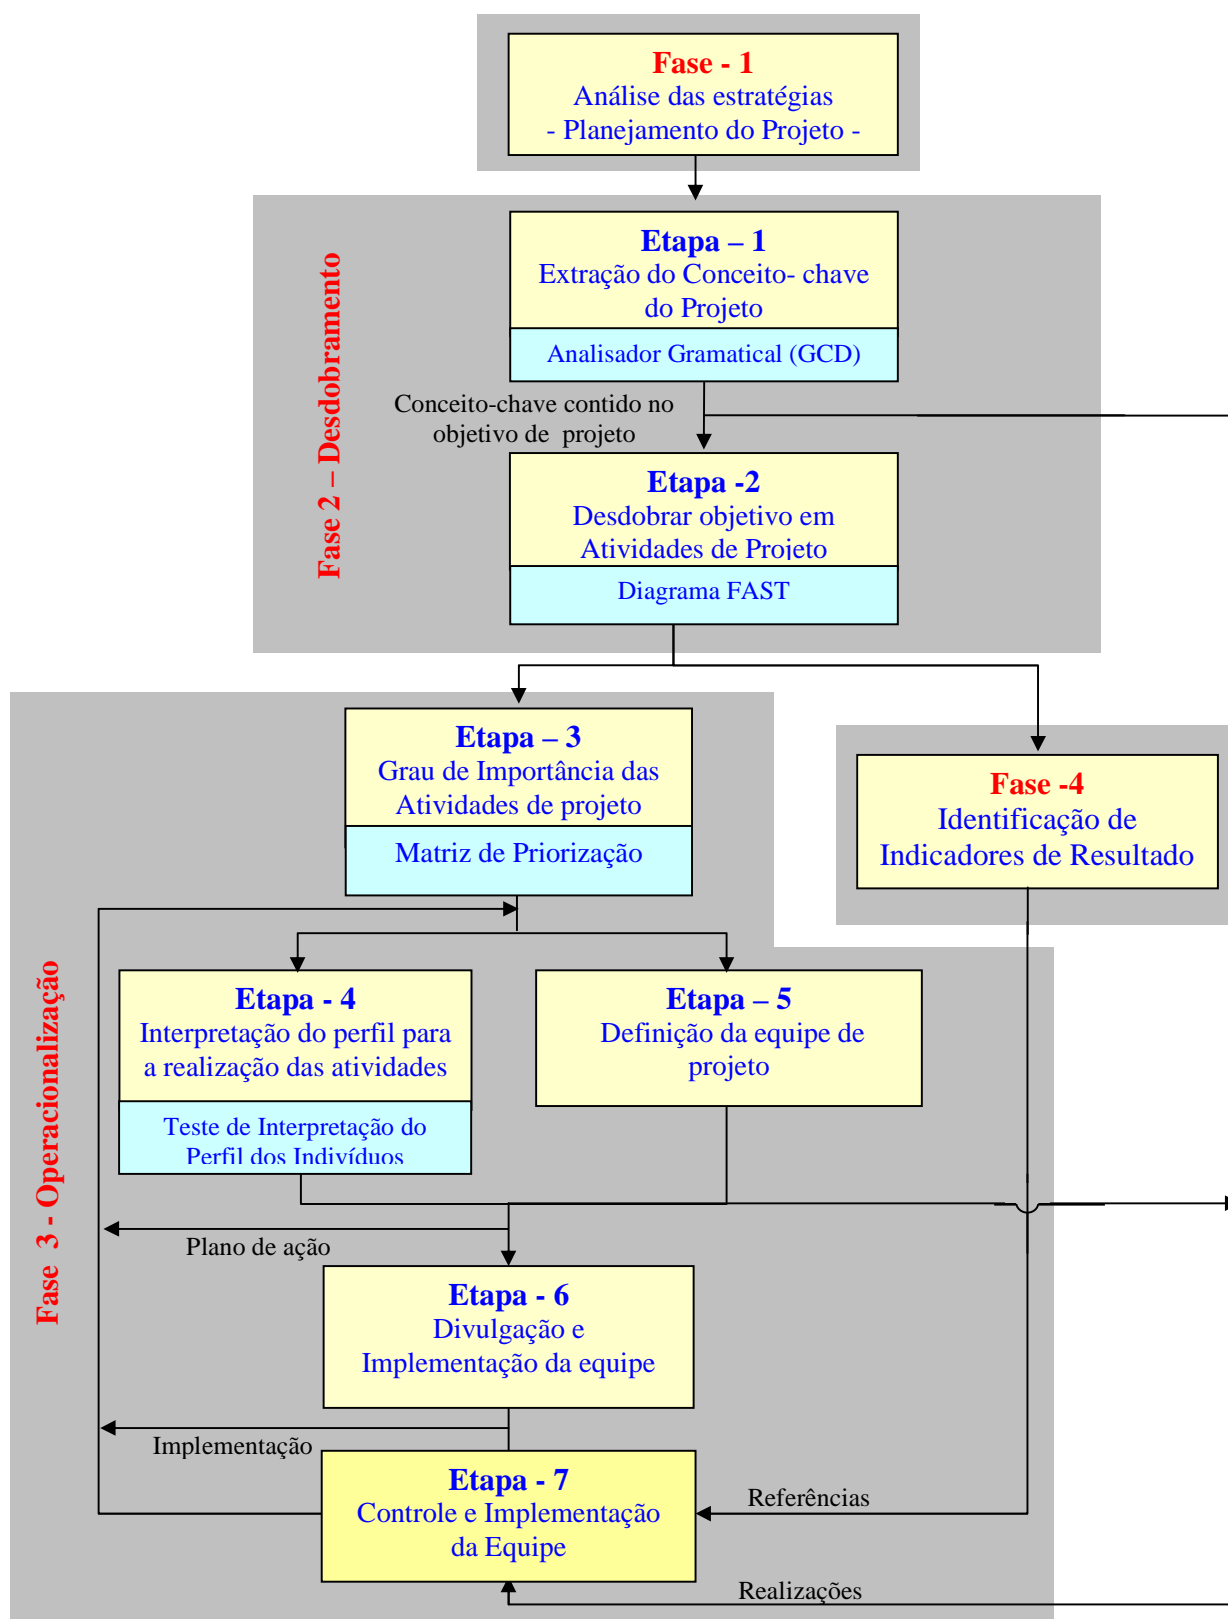 Fase - 1
Análise das estratégias
- Planejamento do Projeto -
Fase 2 – Desdobramento
Etapa – 1
Extração do Conceito- chave
do Projeto
Analisador Gramatical (GCD)
Conceito-chave contido no
objetivo de projeto
Etapa -2
Desdobrar objetivo em
Atividades de Projeto
Diagrama FAST
Fase 3 - Operacionalização
Etapa – 3
Grau de Importância das
Atividades de projeto
Matriz de Priorização
Fase -4
Identificação de
Indicadores de Resultado
Etapa - 4
Interpretação do perfil para
a realização das atividades
Teste de Interpretação do
Perfil dos Indivíduos
Etapa – 5
Definição da equipe de
projeto
Plano de ação
Etapa - 6
Divulgação e
Implementação da equipe
Implementação
Etapa - 7
Controle e Implementação
da Equipe
Referências
Realizações